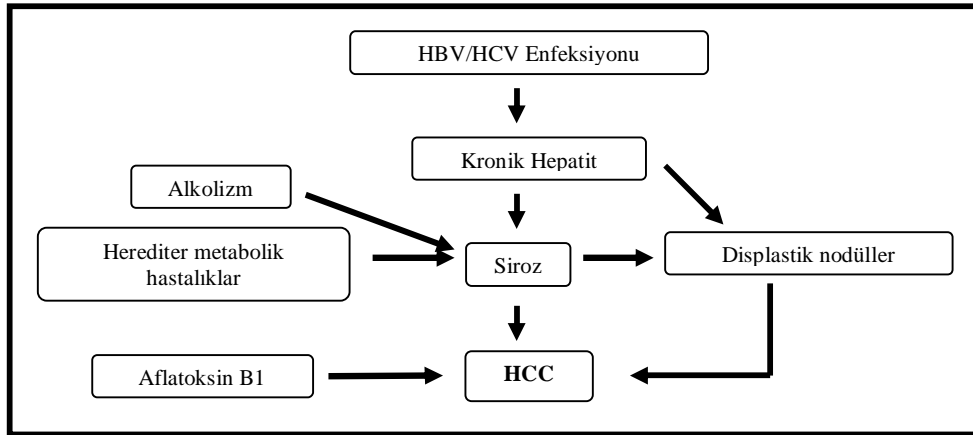 HBV/HCV Enfeksiyonu
Kronik Hepatit
Alkolizm
Herediter metabolik
hastalıklar
Siroz
Displastik nodüller
Aflatoksin B1
HCC